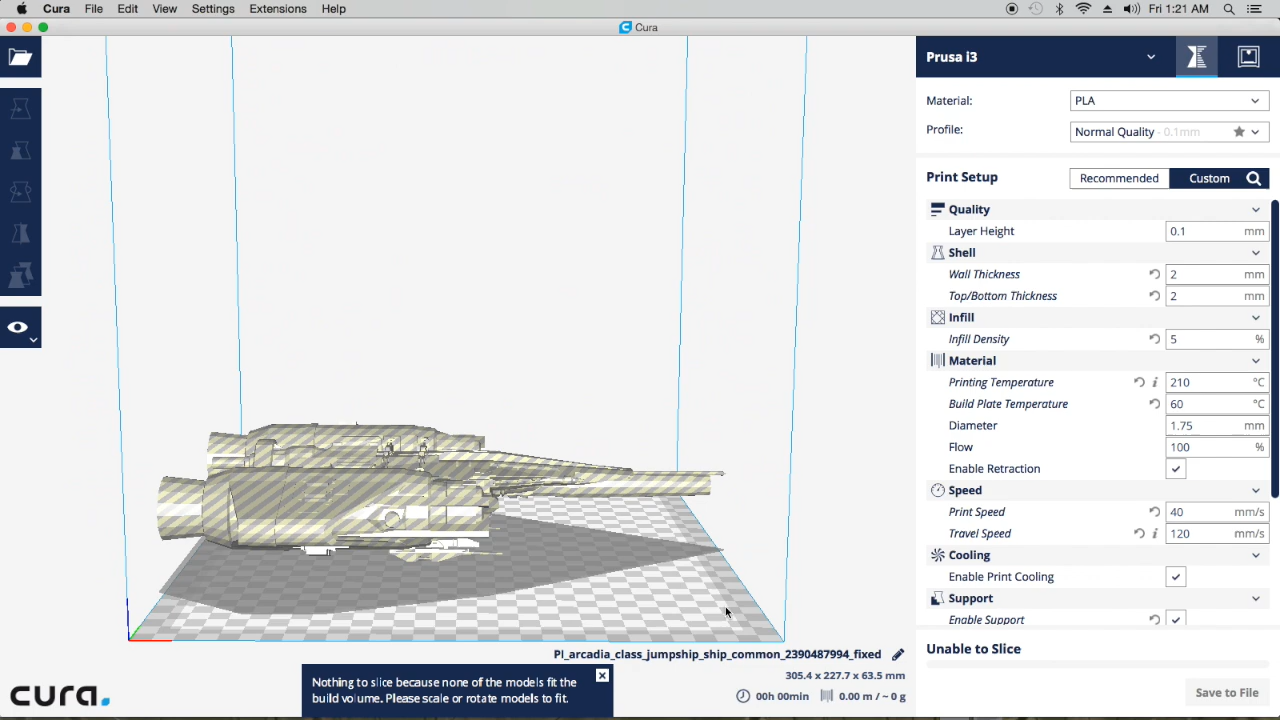 Cura File Edit View Settings Extensions Help Fri 1:21 AM
Cura
Prusa i3
Material: PLA
Profile: Normal Quality - 0.1mm
Print Setup Recommended Custom
Quality
Layer Height 0.1 mm
Shell
Wall Thickness 2 mm
Top/Bottom Thickness 2 mm
Infill
Infill Density 5 %
Material
Printing Temperature i 210 °C
Build Plate Temperature 60 °C
Diameter 1.75 mm
Flow 100 %
Enable Retraction
Speed
Print Speed 40 mm/s
Travel Speed i 120 mm/s
Cooling
Enable Print Cooling
Support
Enable Support
Unable to Slice
Save to File
PI_arcadia_class_jumpship_ship_common_2390487994_fixed
305.4 x 227.7 x 63.5 mm
00h 00min 0.00 m / ~ 0 g
Nothing to slice because none of the models fit the
build volume. Please scale or rotate models to fit.
cura.